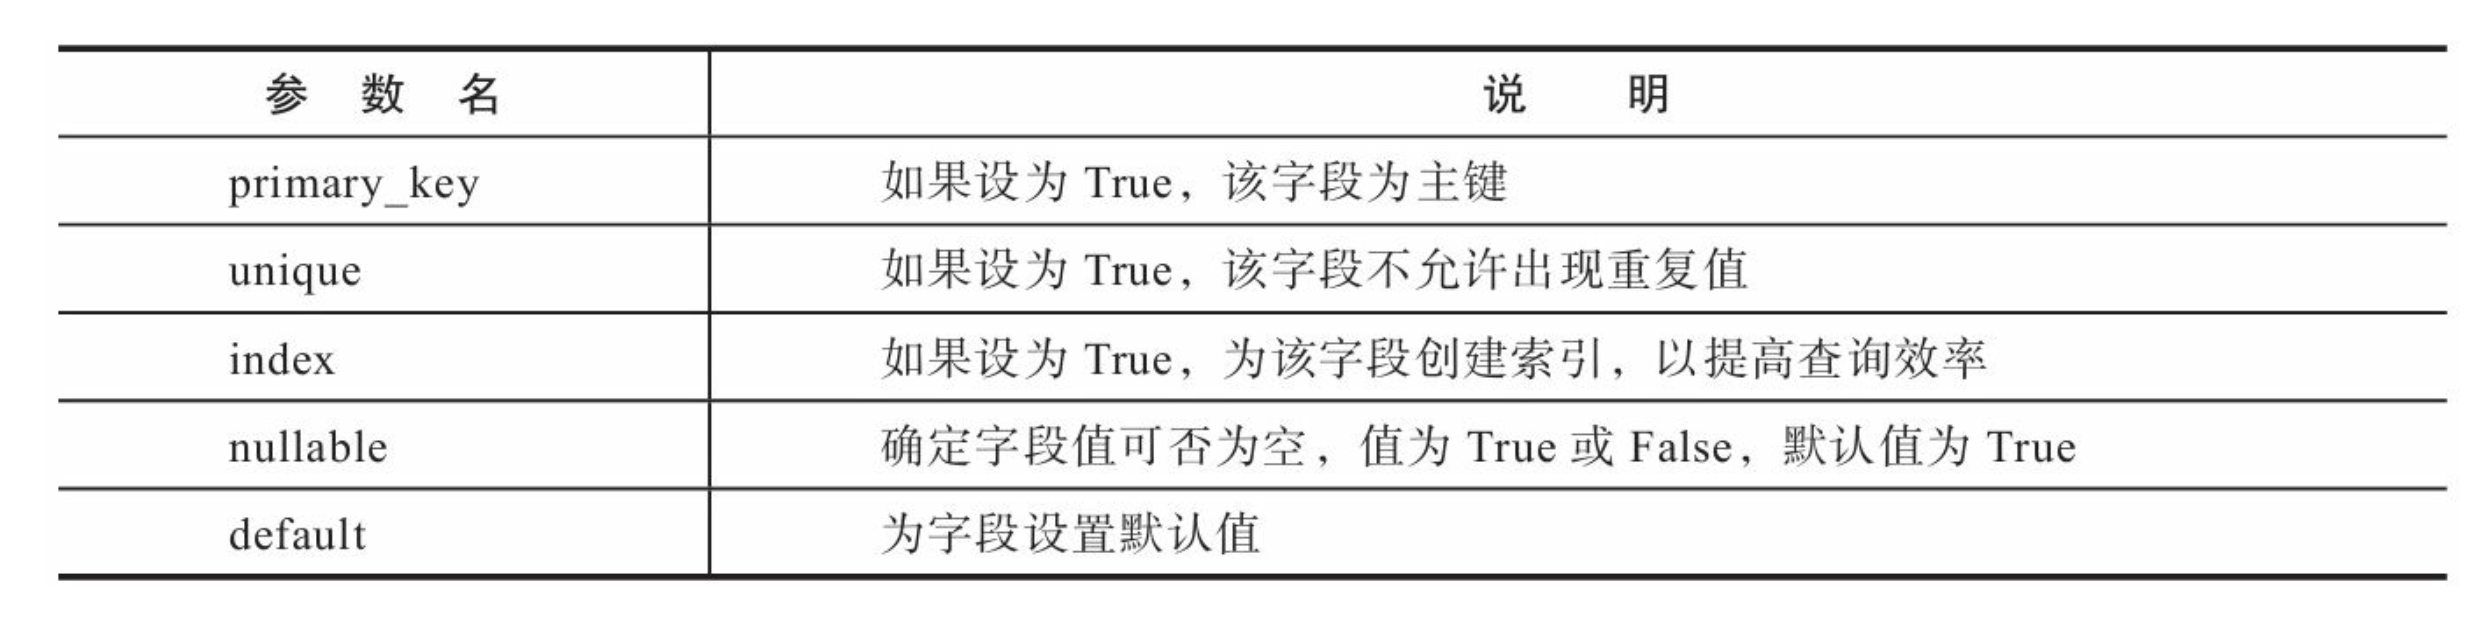 参数名 说明
primary_key 如果设为 True，该字段为主键
unique 如果设为 True，该字段不允许出现重复值
index 如果设为 True，为该字段创建索引，以提高查询效率
nullable 确定字段值可否为空，值为 True 或 False，默认值为 True
default 为字段设置默认值